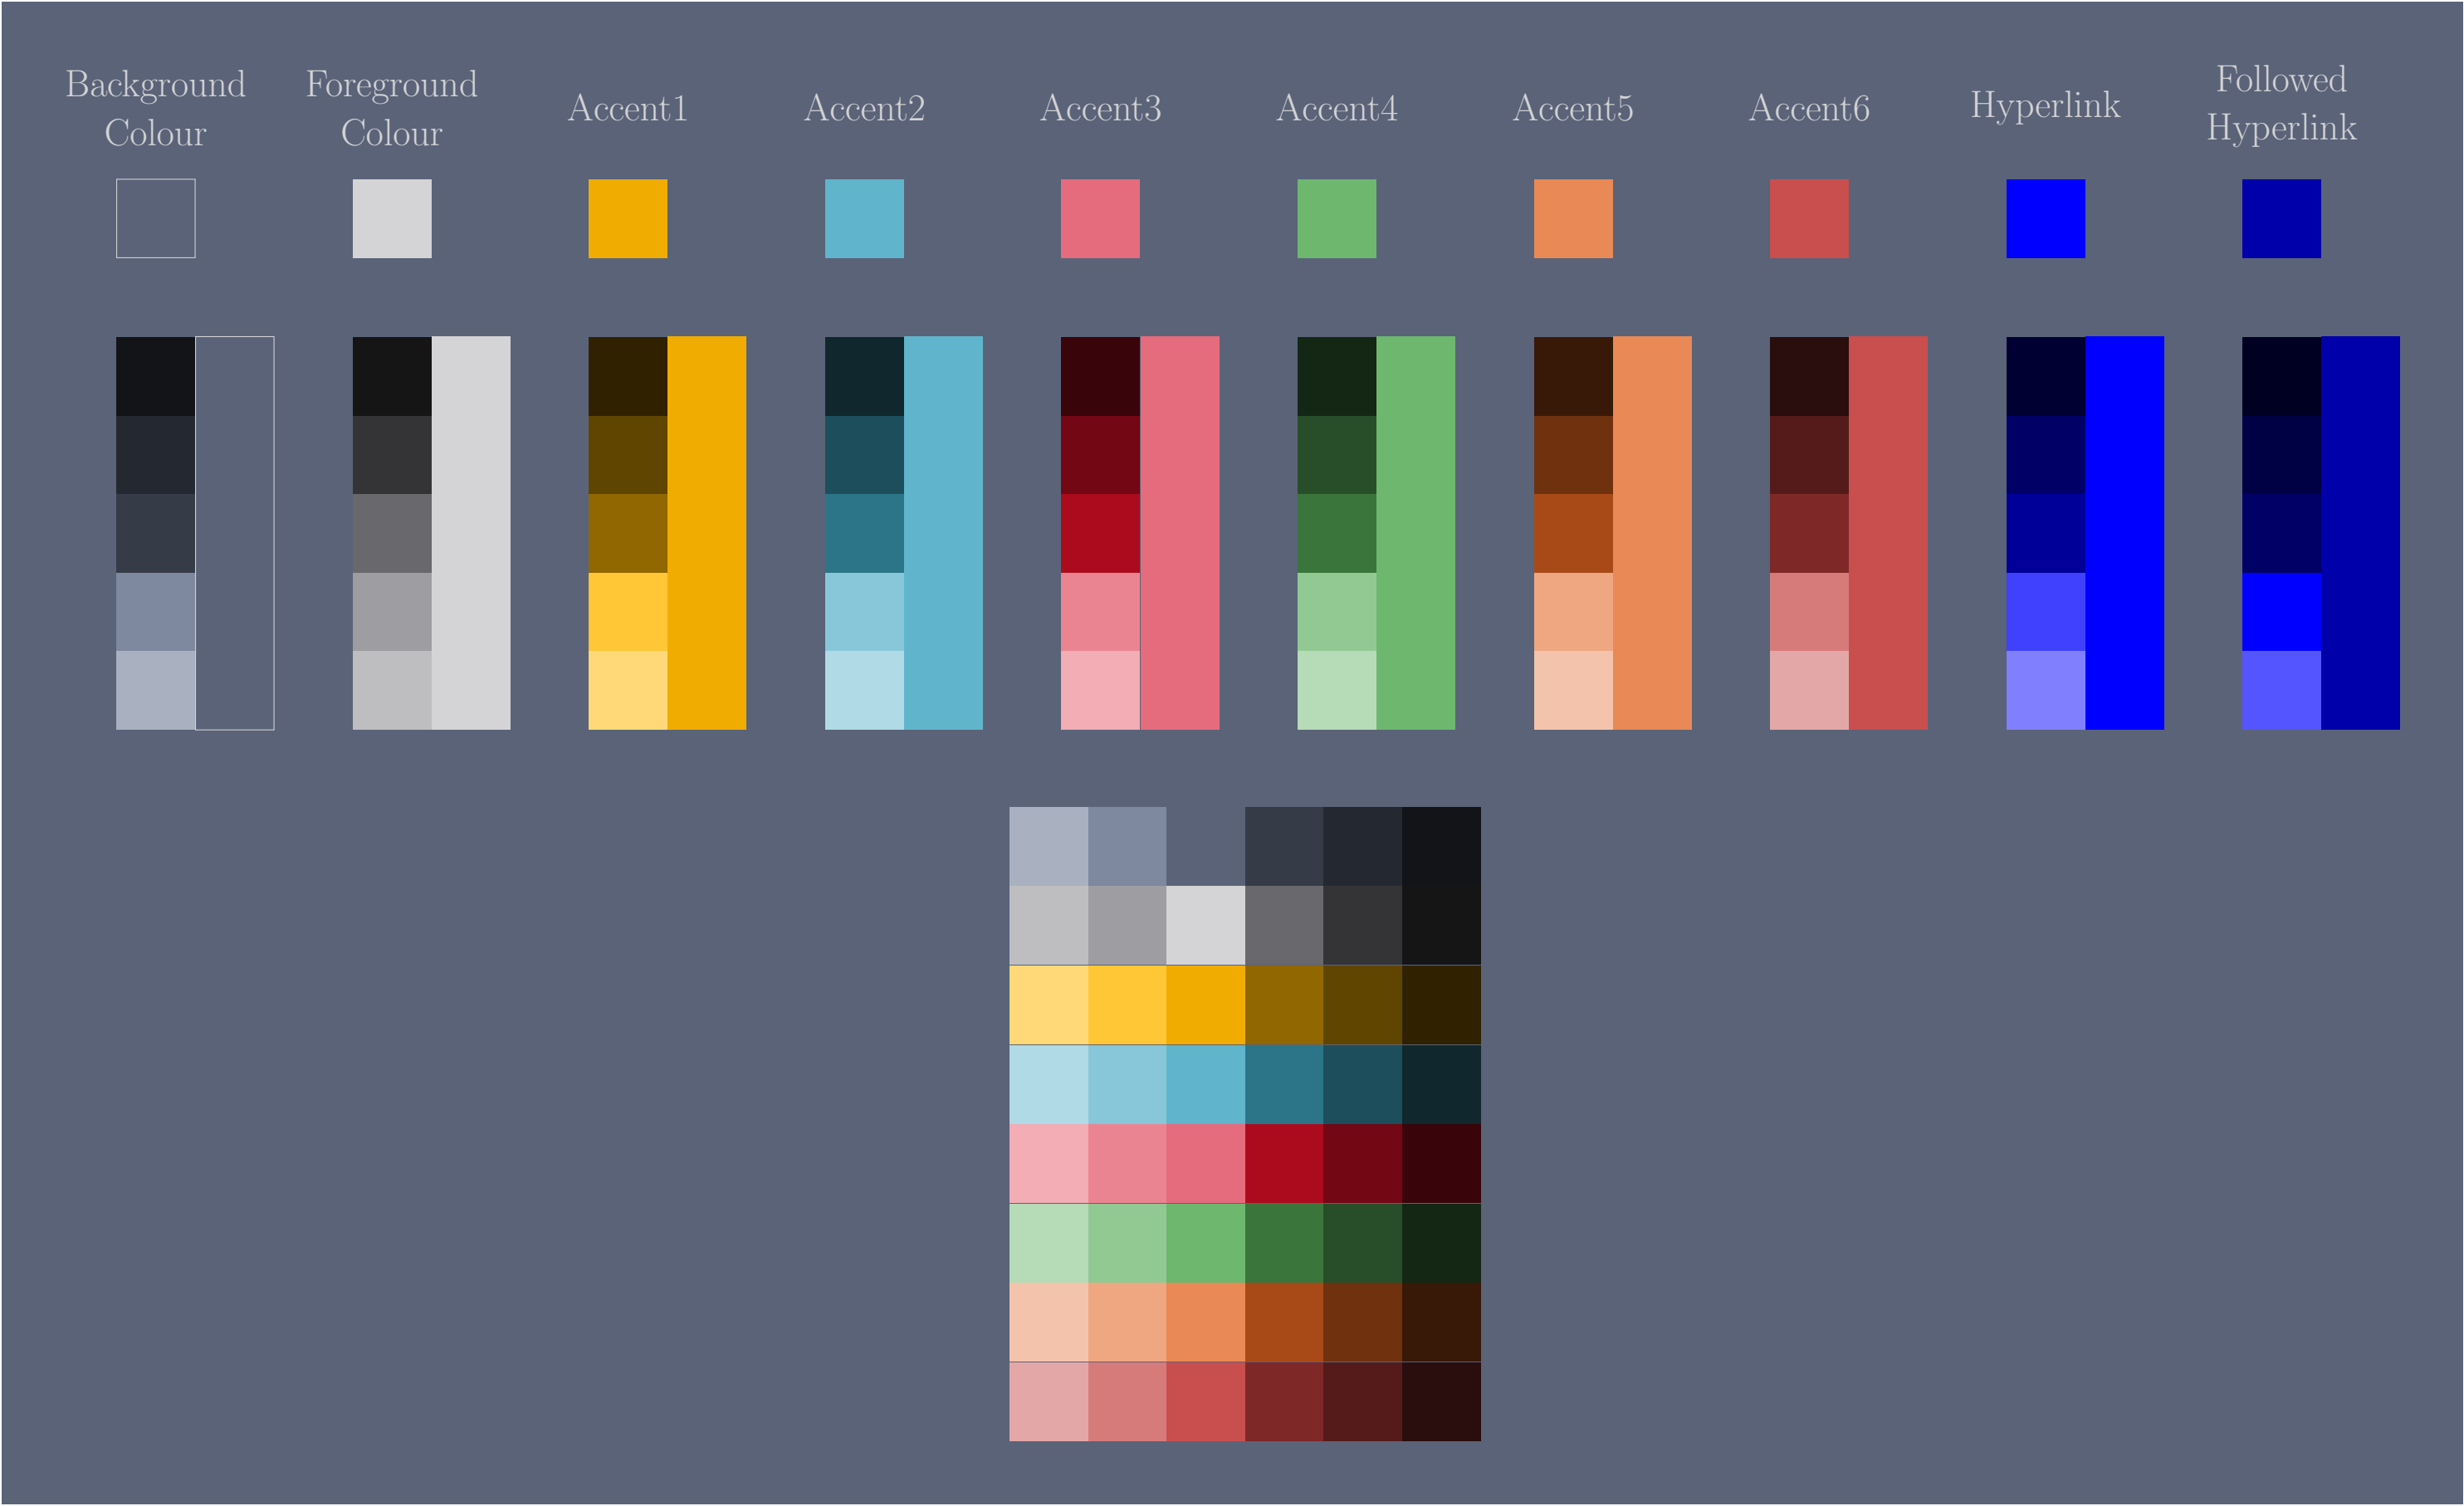 Background
Colour
Foreground
Colour
Accent1
Accent2
Accent3
Accent4
Accent5
Accent6
Hyperlink
Followed
Hyperlink